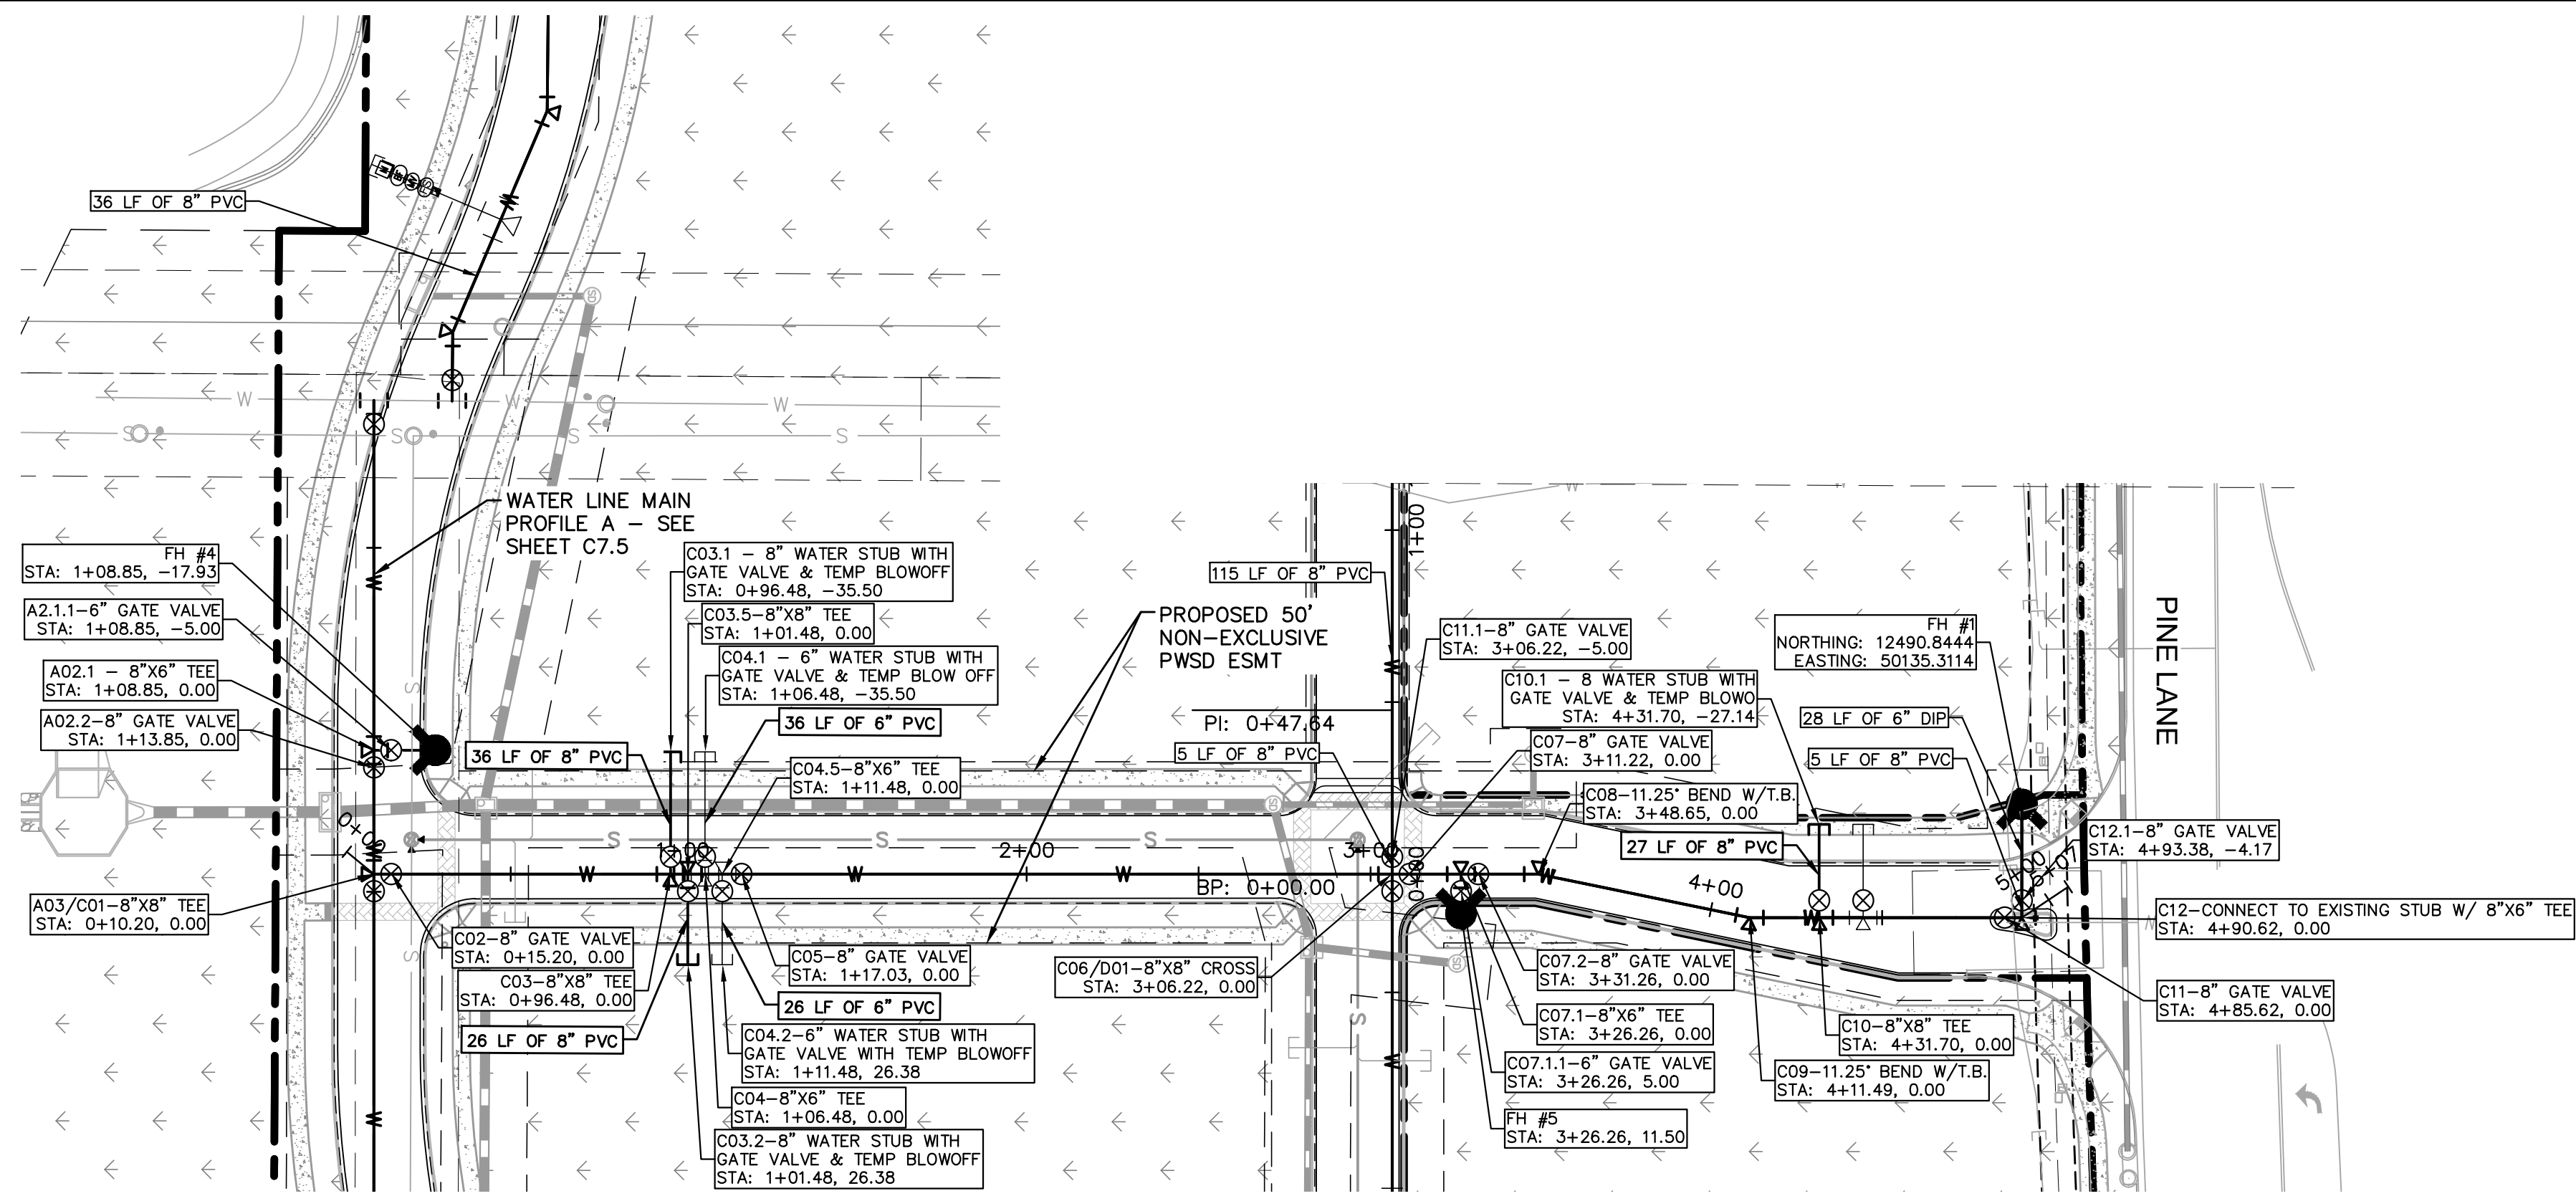 36 LF OF 8" PVC
W
W
W
S
S
S
S
WATER LINE MAIN
PROFILE A – SEE
SHEET C7.5
FH #4
STA: 1+08.85, -17.93
A2.1.1-6" GATE VALVE
STA: 1+08.85, -5.00
A02.1 – 8"X6" TEE
STA: 1+08.85, 0.00
A02.2-8" GATE VALVE
STA: 1+13.85, 0.00
C03.1 – 8" WATER STUB WITH
GATE VALVE & TEMP BLOWOFF
STA: 0+96.48, -35.50
C03.5-8"X8" TEE
STA: 1+01.48, 0.00
C04.1 – 6" WATER STUB WITH
GATE VALVE & TEMP BLOW OFF
STA: 1+06.48, -35.50
36 LF OF 6" PVC
36 LF OF 8" PVC
C04.5-8"X6" TEE
STA: 1+11.48, 0.00
PROPOSED 50'
NON-EXCLUSIVE
PWSD ESMT
115 LF OF 8" PVC
1+00
C11.1-8" GATE VALVE
STA: 3+06.22, -5.00
PI: 0+47.64
5 LF OF 8" PVC
C10.1 – 8 WATER STUB WITH
GATE VALVE & TEMP BLOWO
STA: 4+31.70, -27.14
C07-8" GATE VALVE
STA: 3+11.22, 0.00
C08-11.25° BEND W/T.B.
STA: 3+48.65, 0.00
FH #1
NORTHING: 12490.8444
EASTING: 50135.3114
28 LF OF 6" DIP
5 LF OF 8" PVC
27 LF OF 8" PVC
PINE LANE
C12.1-8" GATE VALVE
STA: 4+93.38, -4.17
0+00
S
S
S
1+00
2+00
3+00
0+00
4+00
5+00
5+07
W
W
W
BP: 0+00.00
A03/C01-8"X8" TEE
STA: 0+10.20, 0.00
C02-8" GATE VALVE
STA: 0+15.20, 0.00
C03-8"X8" TEE
STA: 0+96.48, 0.00
26 LF OF 8" PVC
C05-8" GATE VALVE
STA: 1+17.03, 0.00
26 LF OF 6" PVC
C04.2-6" WATER STUB WITH
GATE VALVE WITH TEMP BLOWOFF
STA: 1+11.48, 26.38
C04-8"X6" TEE
STA: 1+06.48, 0.00
C03.2-8" WATER STUB WITH
GATE VALVE & TEMP BLOWOFF
STA: 1+01.48, 26.38
C06/D01-8"X8" CROSS
STA: 3+06.22, 0.00
C07.2-8" GATE VALVE
STA: 3+31.26, 0.00
C07.1-8"X6" TEE
STA: 3+26.26, 0.00
C07.1.1-6" GATE VALVE
STA: 3+26.26, 5.00
FH #5
STA: 3+26.26, 11.50
C10-8"X8" TEE
STA: 4+31.70, 0.00
C09-11.25° BEND W/T.B.
STA: 4+11.49, 0.00
C12-CONNECT TO EXISTING STUB W/ 8"X6" TEE
STA: 4+90.62, 0.00
C11-8" GATE VALVE
STA: 4+85.62, 0.00